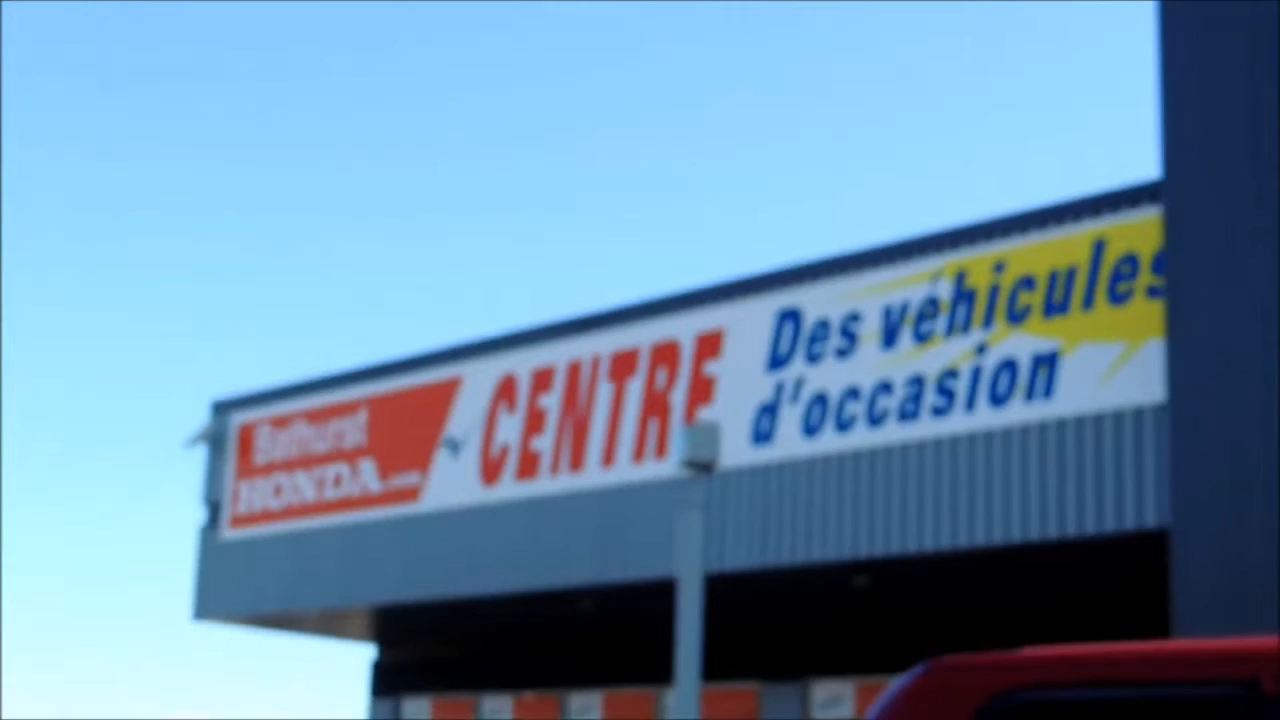 Bathurst
HONDA
CENTRE
Des véhicules
d'occasion